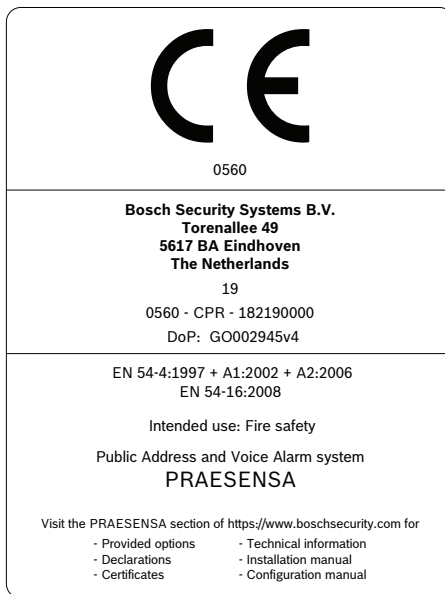 CE
0560
Bosch Security Systems B.V.
Torenallee 49
5617 BA Eindhoven
The Netherlands
19
0560 - CPR - 182190000
DoP: GO002945v4
EN 54-4:1997 + A1:2002 + A2:2006
EN 54-16:2008
Intended use: Fire safety
Public Address and Voice Alarm system
PRAESENSA
Visit the PRAESENSA section of https://www.boschsecurity.com for
- Provided options - Technical information
- Declarations - Installation manual
- Certificates - Configuration manual